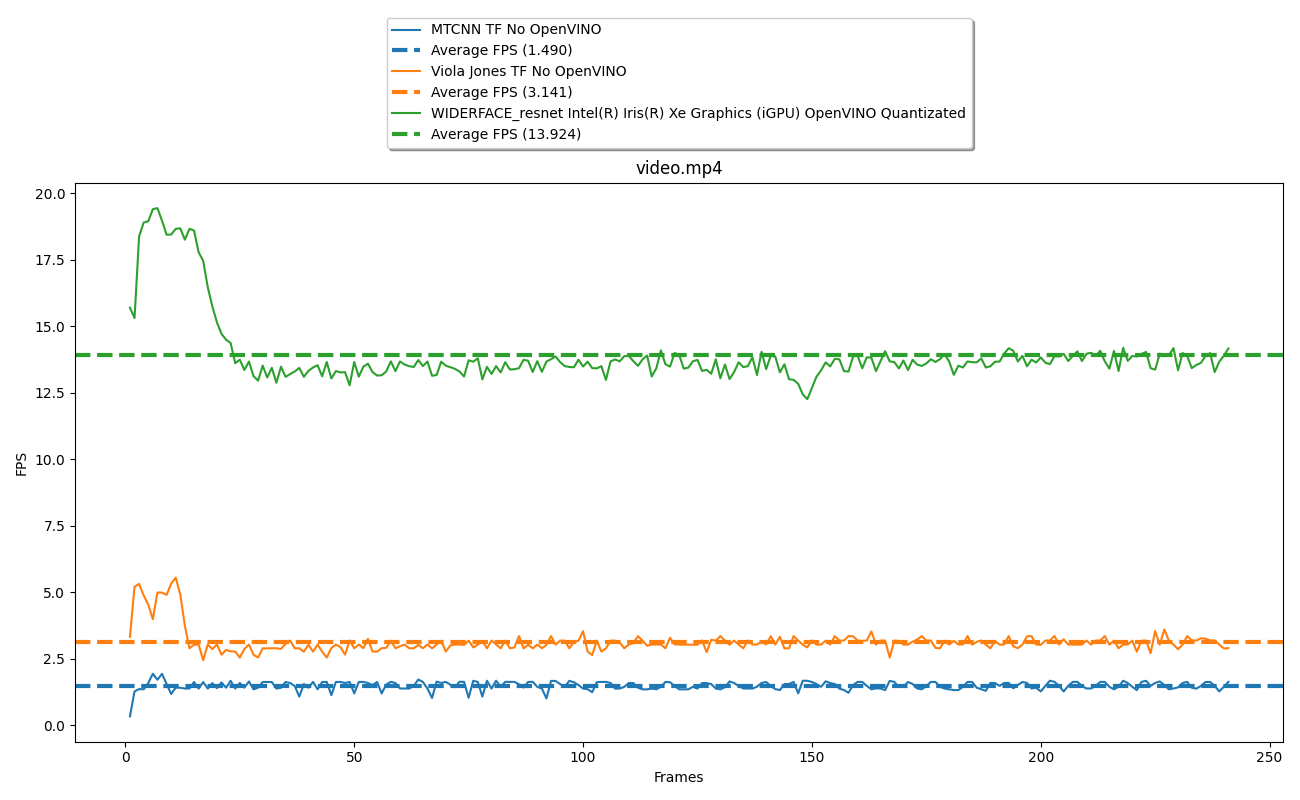 MTCNN TF No OpenVINO
Average FPS (1.490)
Viola Jones TF No OpenVINO
Average FPS (3.141)
WIDERFACE_resnet Intel(R) Iris(R) Xe Graphics (iGPU) OpenVINO Quantizated
Average FPS (13.924)
video.mp4
20.0
17.5
15.0
12.5
10.0
7.5
5.0
2.5
0.0
FPS
0 50 100 150 200 250
Frames